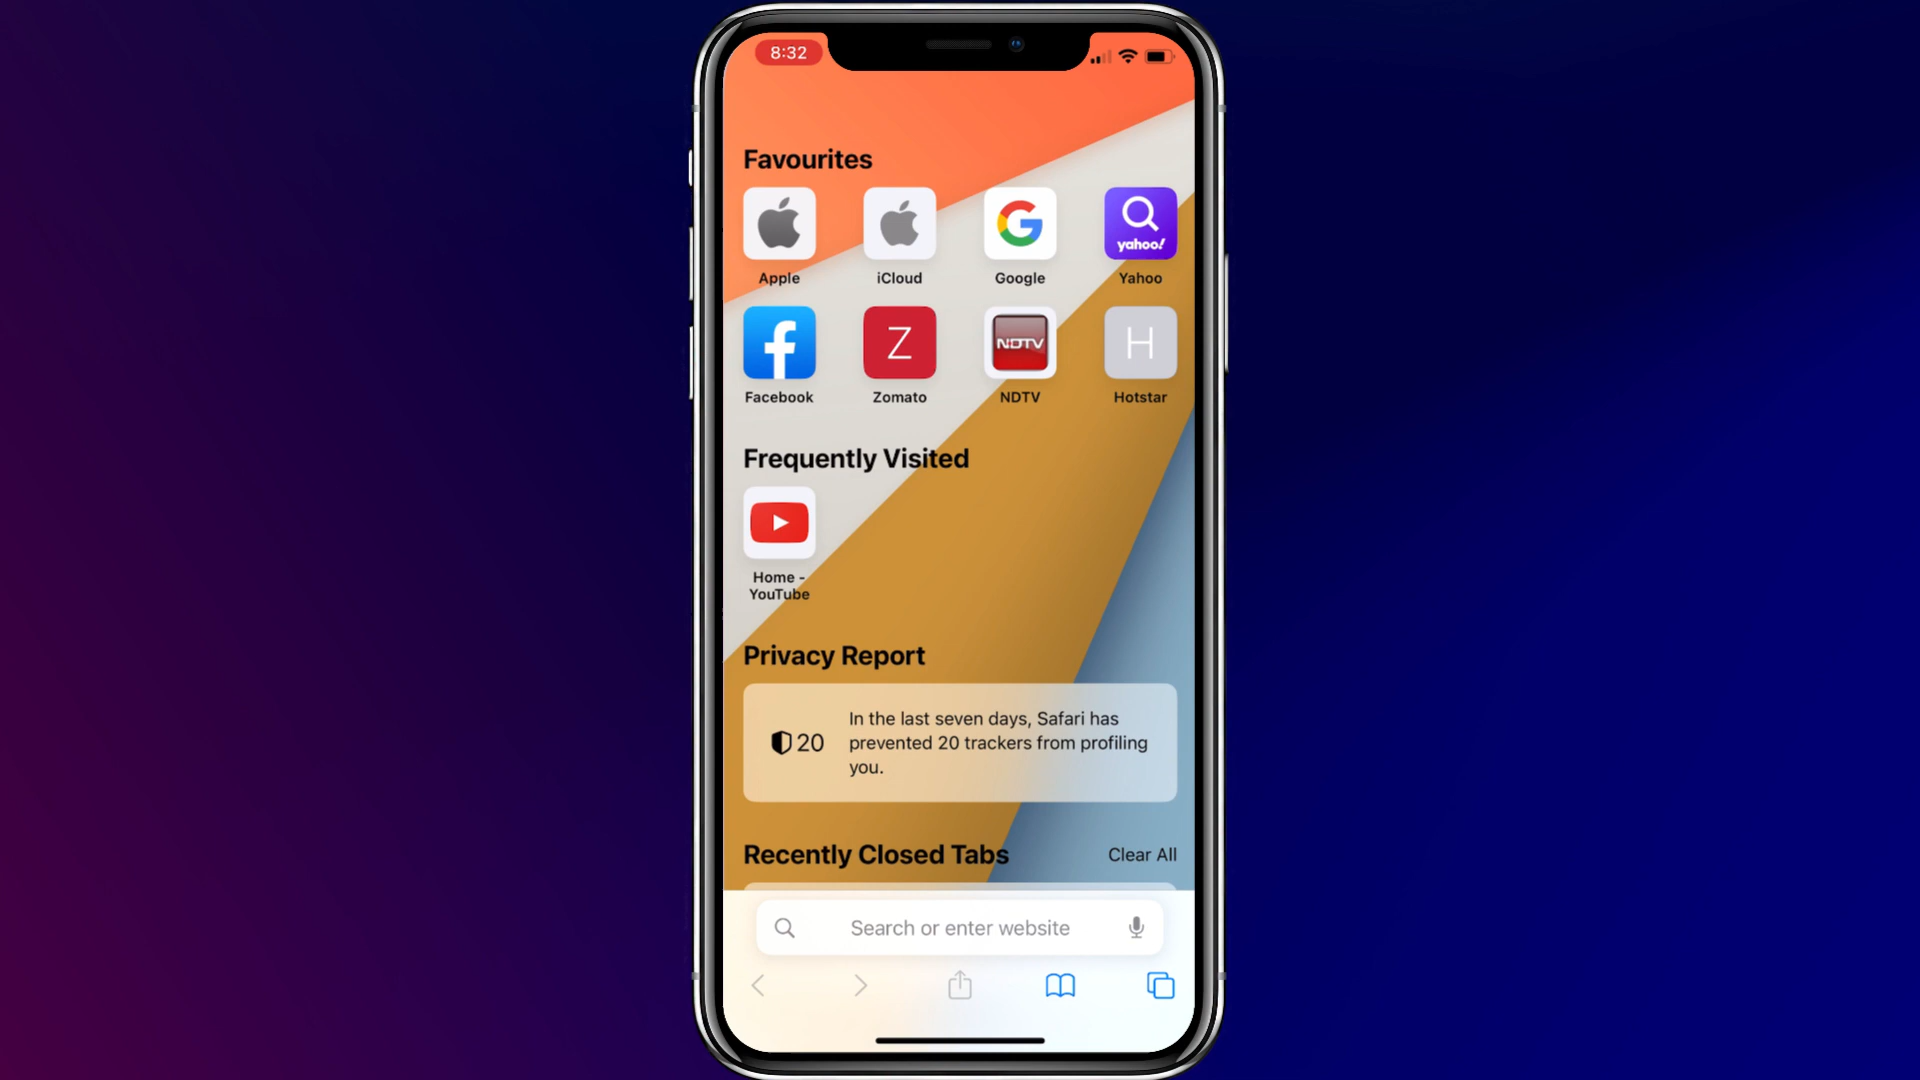 8:32
Favourites
yahoo!
Apple
iCloud
Google
Yahoo
Z
NDTV
H
Facebook
Zomato
NDTV
Hotstar
Frequently Visited
Home -
YouTube
Privacy Report
20
In the last seven days, Safari has
prevented 20 trackers from profiling
you.
Recently Closed Tabs
Clear All
Search or enter website